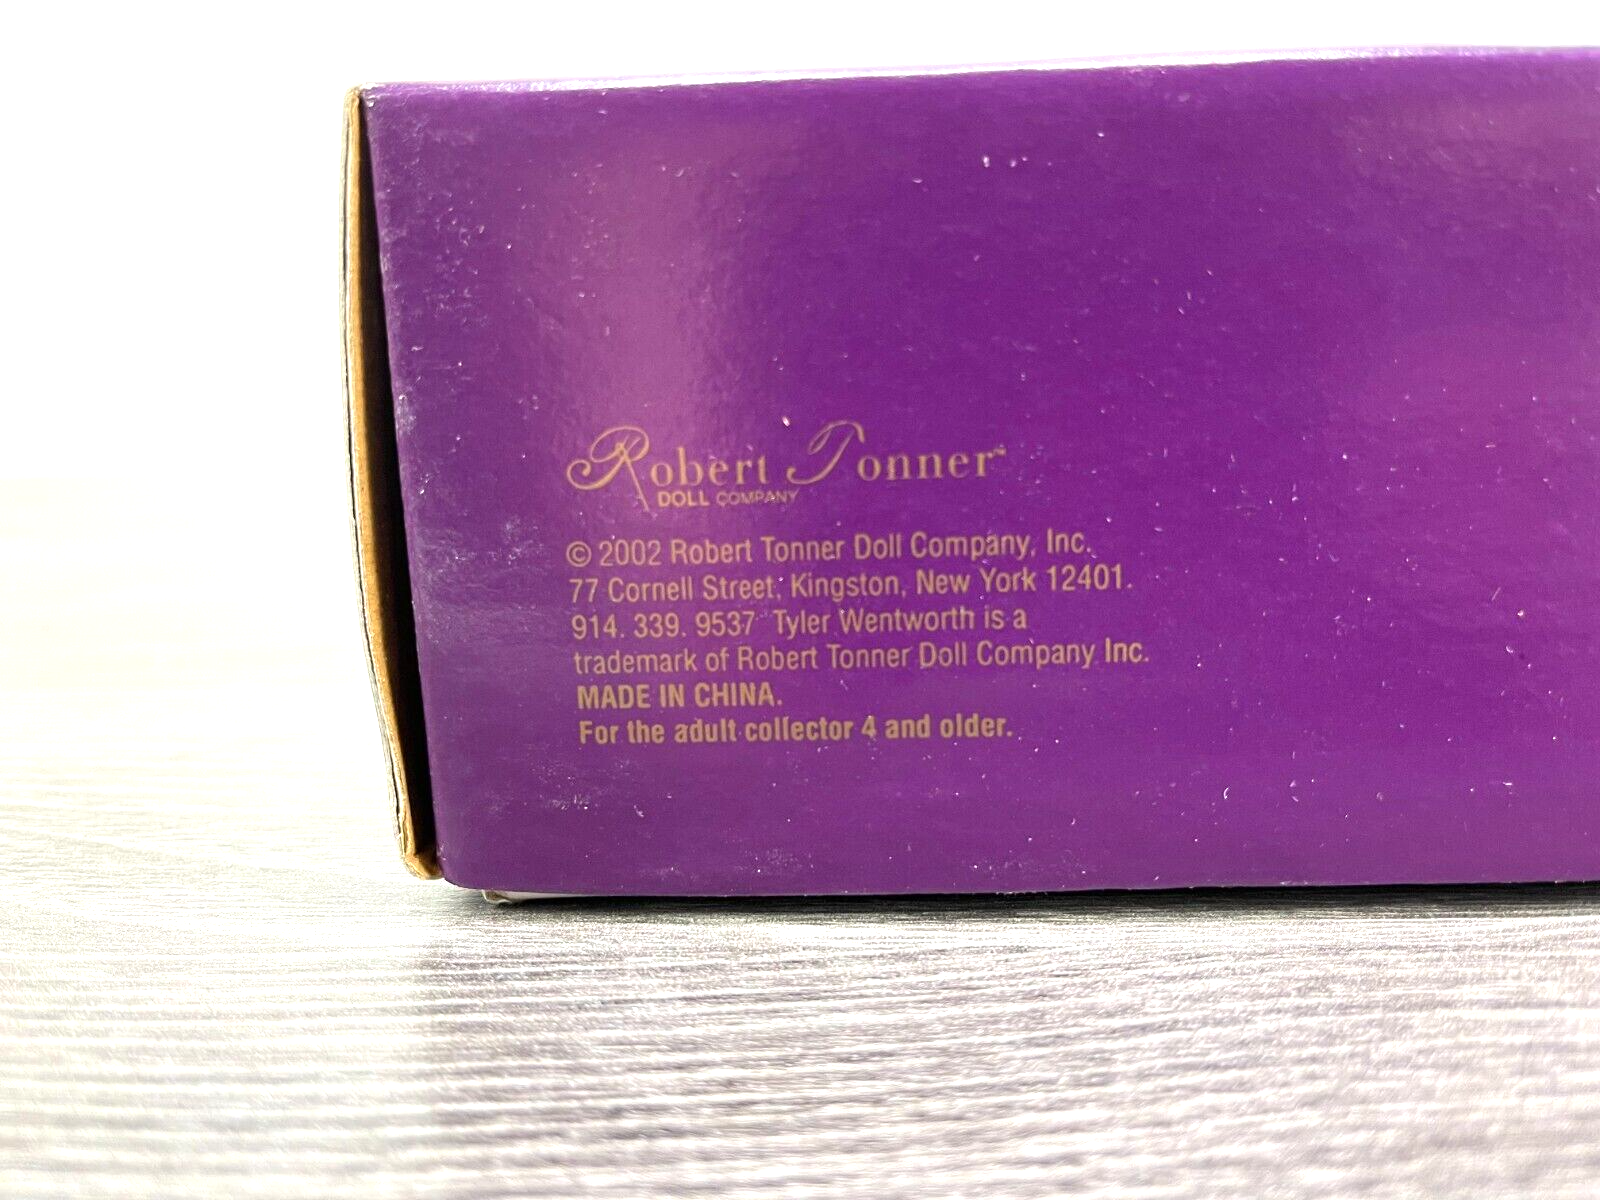 Robert Tonner™
DOLL COMPANY
© 2002 Robert Tonner Doll Company, Inc.
77 Cornell Street, Kingston, New York 12401.
914. 339. 9537 Tyler Wentworth is a
trademark of Robert Tonner Doll Company Inc.
MADE IN CHINA.
For the adult collector 4 and older.